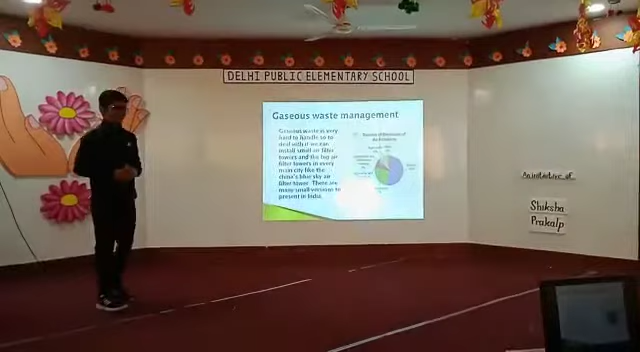 DELHI PUBLIC ELEMENTARY SCHOOL
Gaseous waste management
Gaseous waste is very
hard to handle so to
deal with it we can
install small air filter
towers and the big air
filter towers in every
main city like the
china's blue sky air
filter tower. There are
many small versions to
present in India.
An initiative of
Shiksha
Prakalp